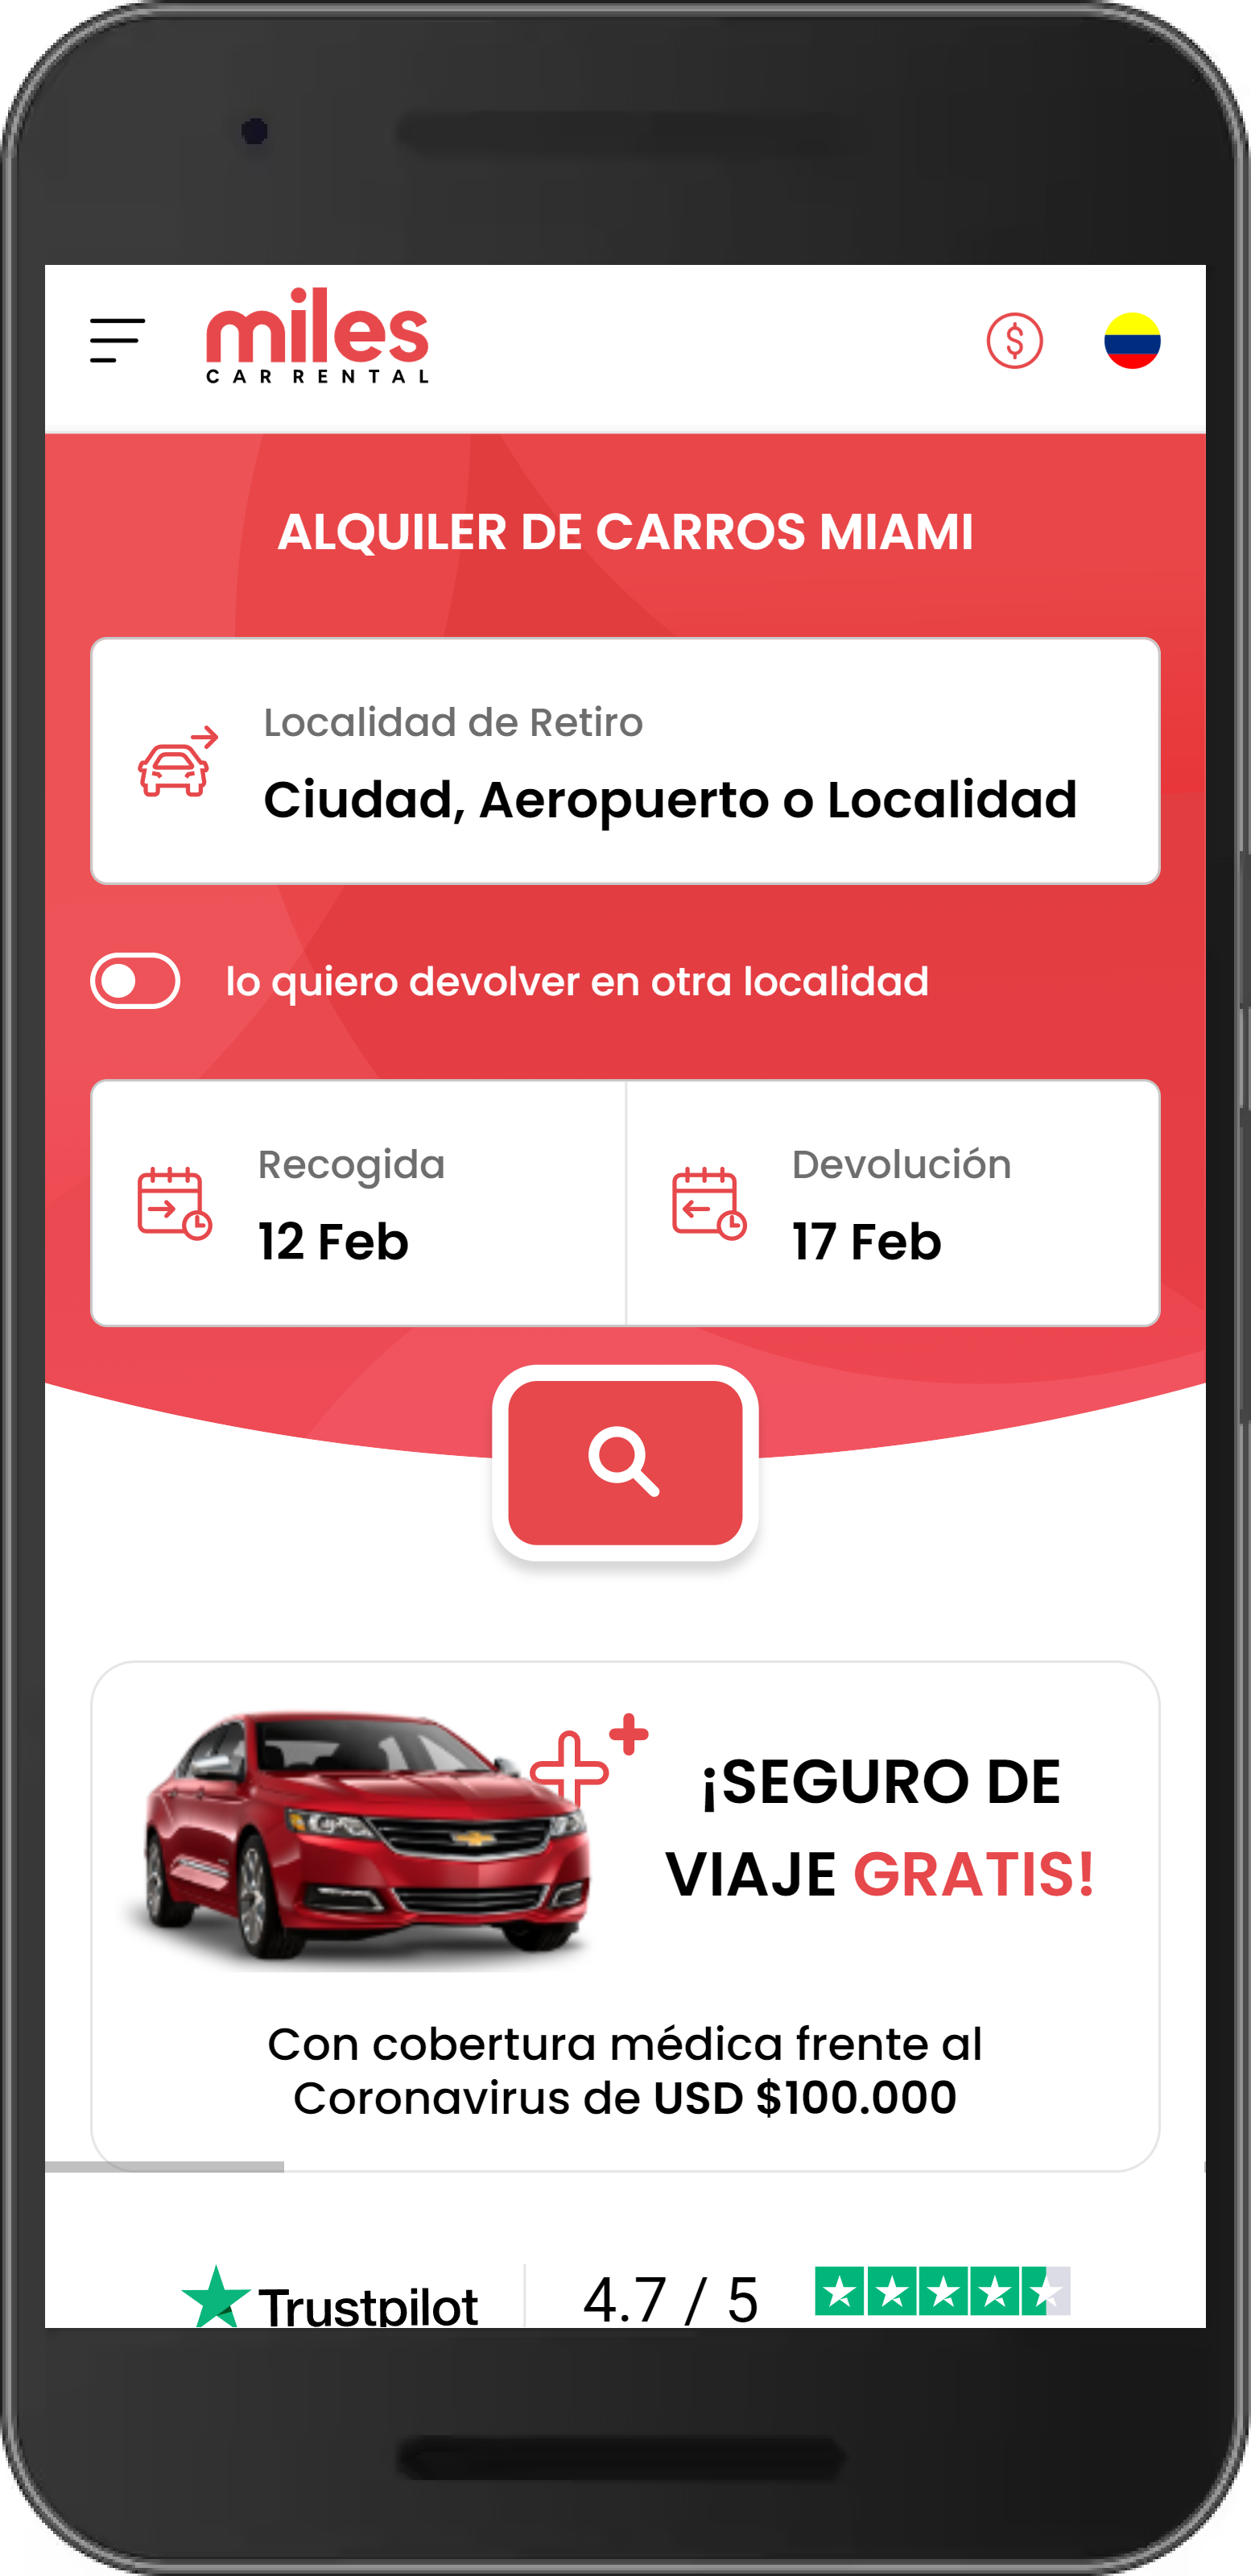 miles
CAR RENTAL
ALQUILER DE CARROS MIAMI
Localidad de Retiro
Ciudad, Aeropuerto o Localidad
lo quiero devolver en otra localidad
Recogida
12 Feb
Devolución
17 Feb
¡SEGURO DE
VIAJE GRATIS!
Con cobertura médica frente al
Coronavirus de USD $100.000
Trustpilot
4.7 / 5